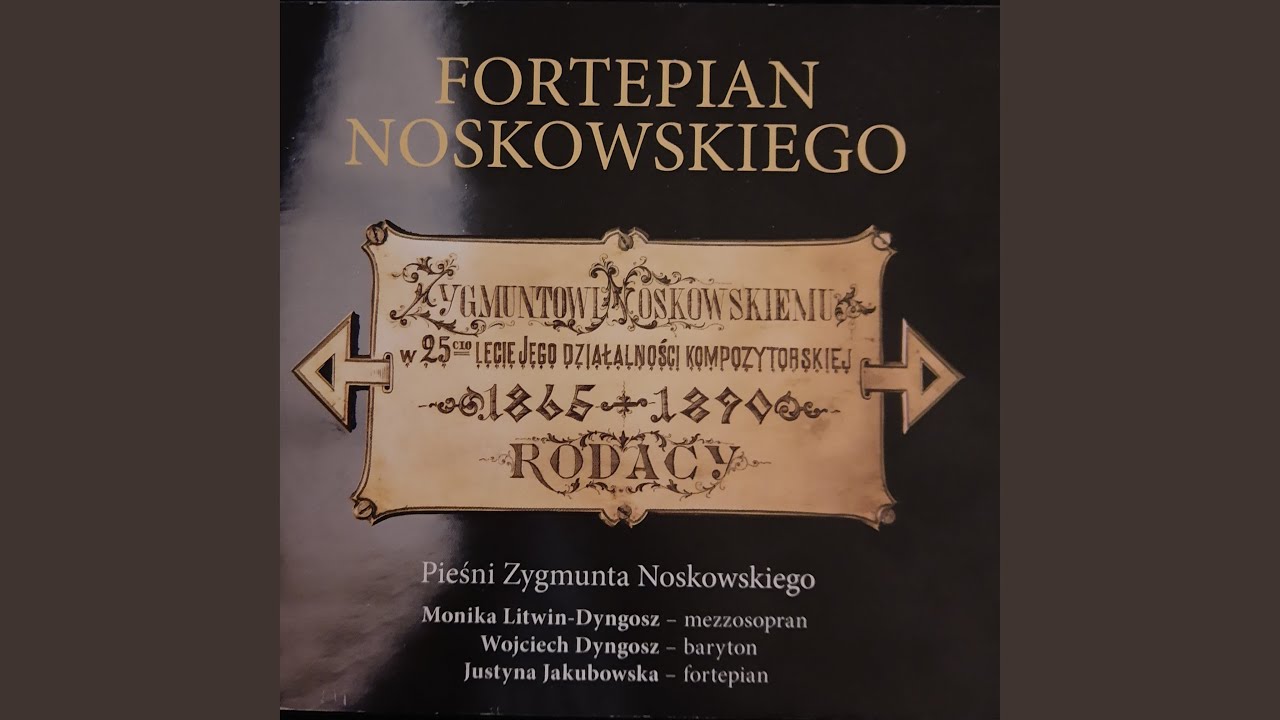 FORTEPIAN
NOSKOWSKIEGO
ZYGMUNTOWI NOSKOWSKIEMU
W 25CIO LECIE JEGO DZIAŁALNOŚCI KOMPOZYTORSKIEJ
1865 1890
RODACY
Pieśni Zygmunta Noskowskiego
Monika Litwin-Dyngosz – mezzosopran
Wojciech Dyngosz – baryton
Justyna Jakubowska – fortepian